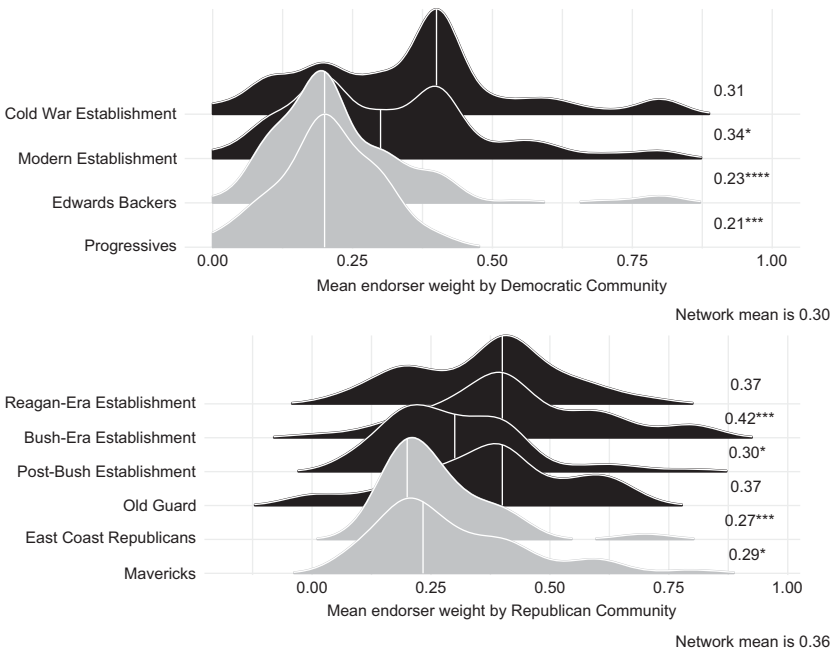 0.31
Cold War Establishment
0.34*
Modern Establishment
0.23****
Edwards Backers
0.21***
Progressives
0.00 0.25 0.50 0.75 1.00
Mean endorser weight by Democratic Community
Network mean is 0.30
0.37
Reagan-Era Establishment
0.42***
Bush-Era Establishment
0.30*
Post-Bush Establishment
0.37
Old Guard
0.27***
East Coast Republicans
0.29*
Mavericks
0.00 0.25 0.50 0.75 1.00
Mean endorser weight by Republican Community
Network mean is 0.36